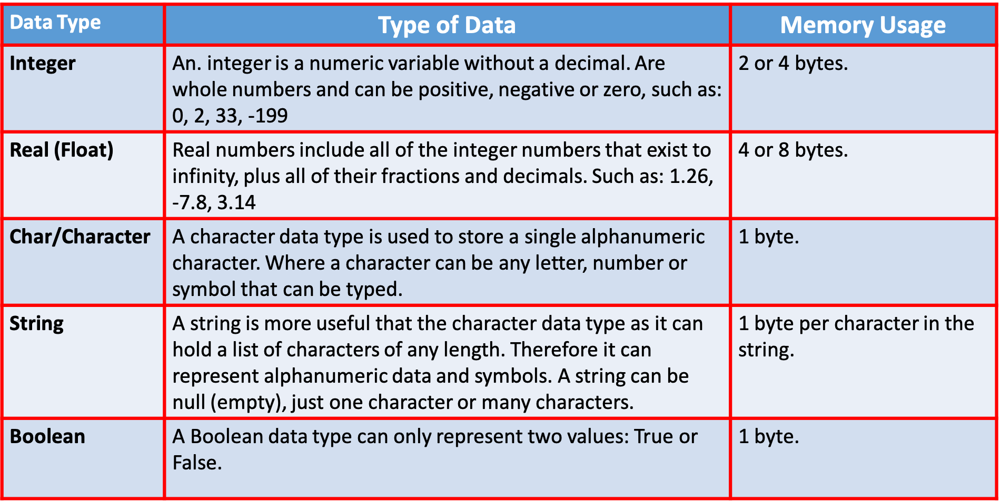 Data Type
Type of Data
Memory Usage
Integer
An. integer is a numeric variable without a decimal. Are
whole numbers and can be positive, negative or zero, such as:
0, 2, 33, -199
2 or 4 bytes.
Real (Float)
Real numbers include all of the integer numbers that exist to
infinity, plus all of their fractions and decimals. Such as: 1.26,
-7.8, 3.14
4 or 8 bytes.
Char/Character
A character data type is used to store a single alphanumeric
character. Where a character can be any letter, number or
symbol that can be typed.
1 byte.
String
A string is more useful that the character data type as it can
hold a list of characters of any length. Therefore it can
represent alphanumeric data and symbols. A string can be
null (empty), just one character or many characters.
1 byte per character in the
string.
Boolean
A Boolean data type can only represent two values: True or
False.
1 byte.